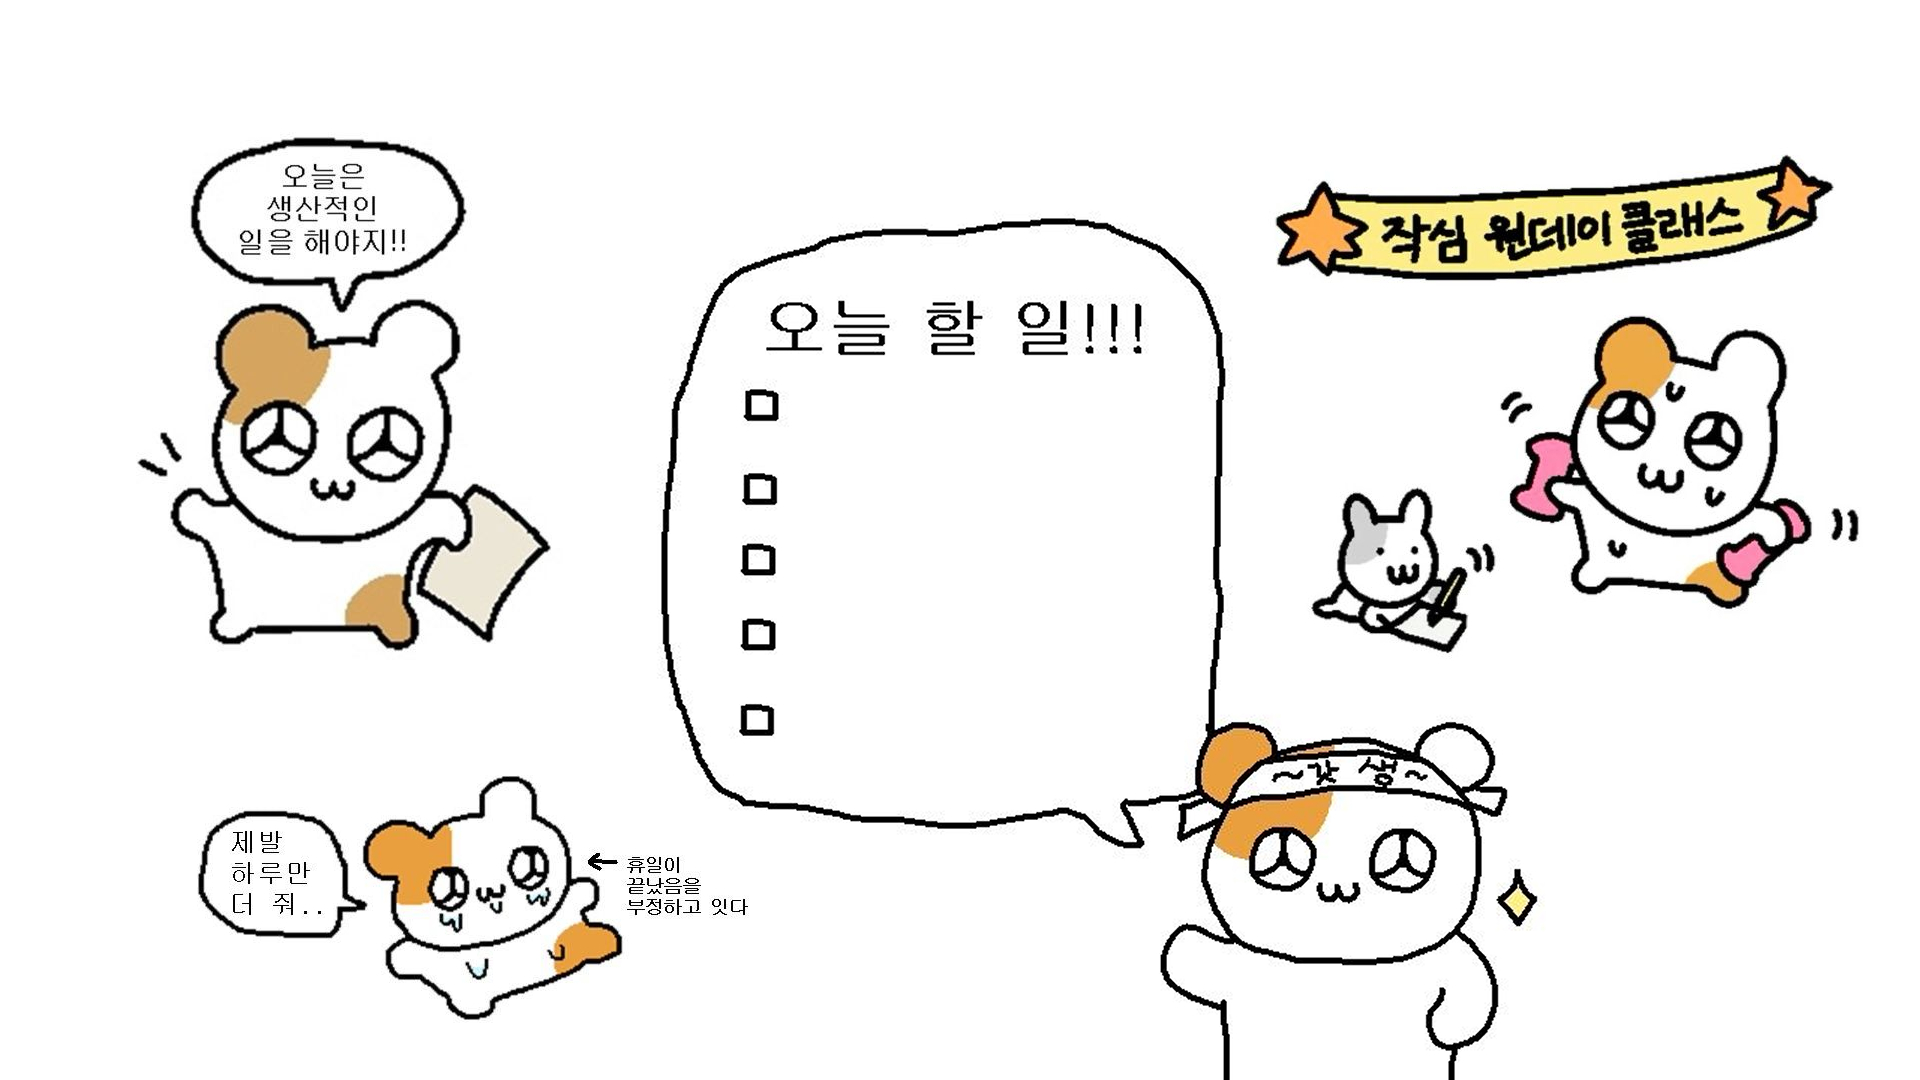 오늘은
생산적인
일을 해야지!!
오늘 할 일!!!
작심 원데이 클래스
~갓 생~
제발
하루만
더 줘..
휴일이
끝났음을
부정하고 잇다